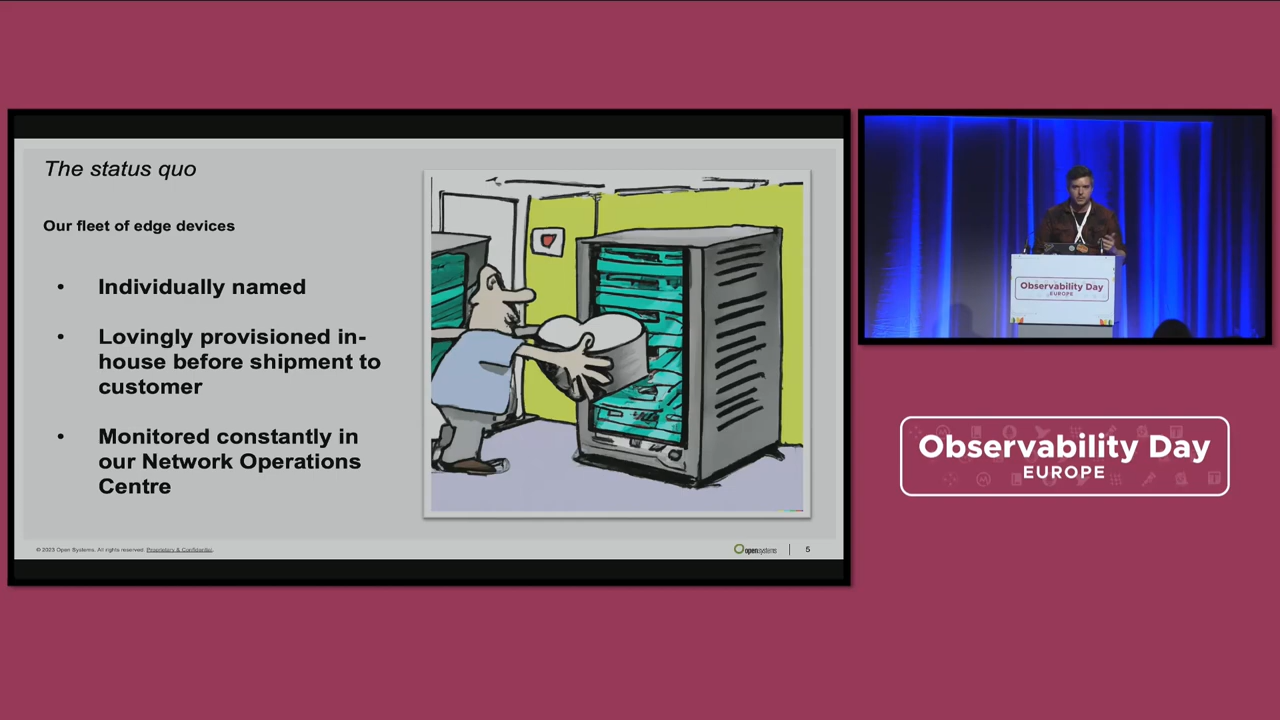 The status quo
Our fleet of edge devices
• Individually named
• Lovingly provisioned in-
house before shipment to
customer
• Monitored constantly in
our Network Operations
Centre
© 2023 Open Systems. All rights reserved. Proprietary & Confidential.
opensystems
5
Observability Day
EUROPE
Observability Day
EUROPE